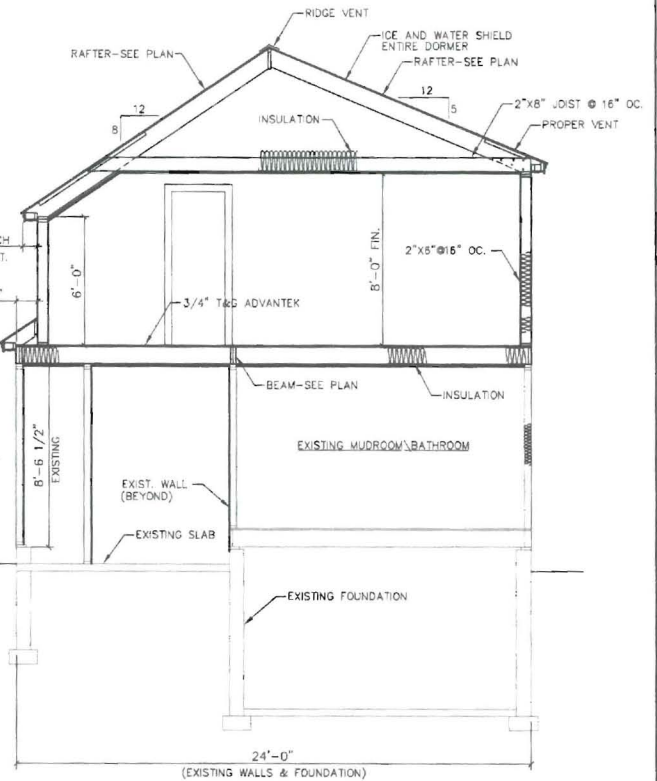 RIDGE VENT
ICE AND WATER SHIELD
ENTIRE DORMER
RAFTER-SEE PLAN
RAFTER-SEE PLAN
12
8
12
5
2"X8" JOIST @ 16" OC.
INSULATION
PROPER VENT
CH
T.
6'-0"
8'-0" FIN.
2"X6"@16" OC.
3/4" T&G ADVANTEK
BEAM-SEE PLAN
INSULATION
8'-6 1/2"
EXISTING
EXISTING MUDROOM\BATHROOM
EXIST. WALL
(BEYOND)
EXISTING SLAB
EXISTING FOUNDATION
24'-0"
(EXISTING WALLS & FOUNDATION)